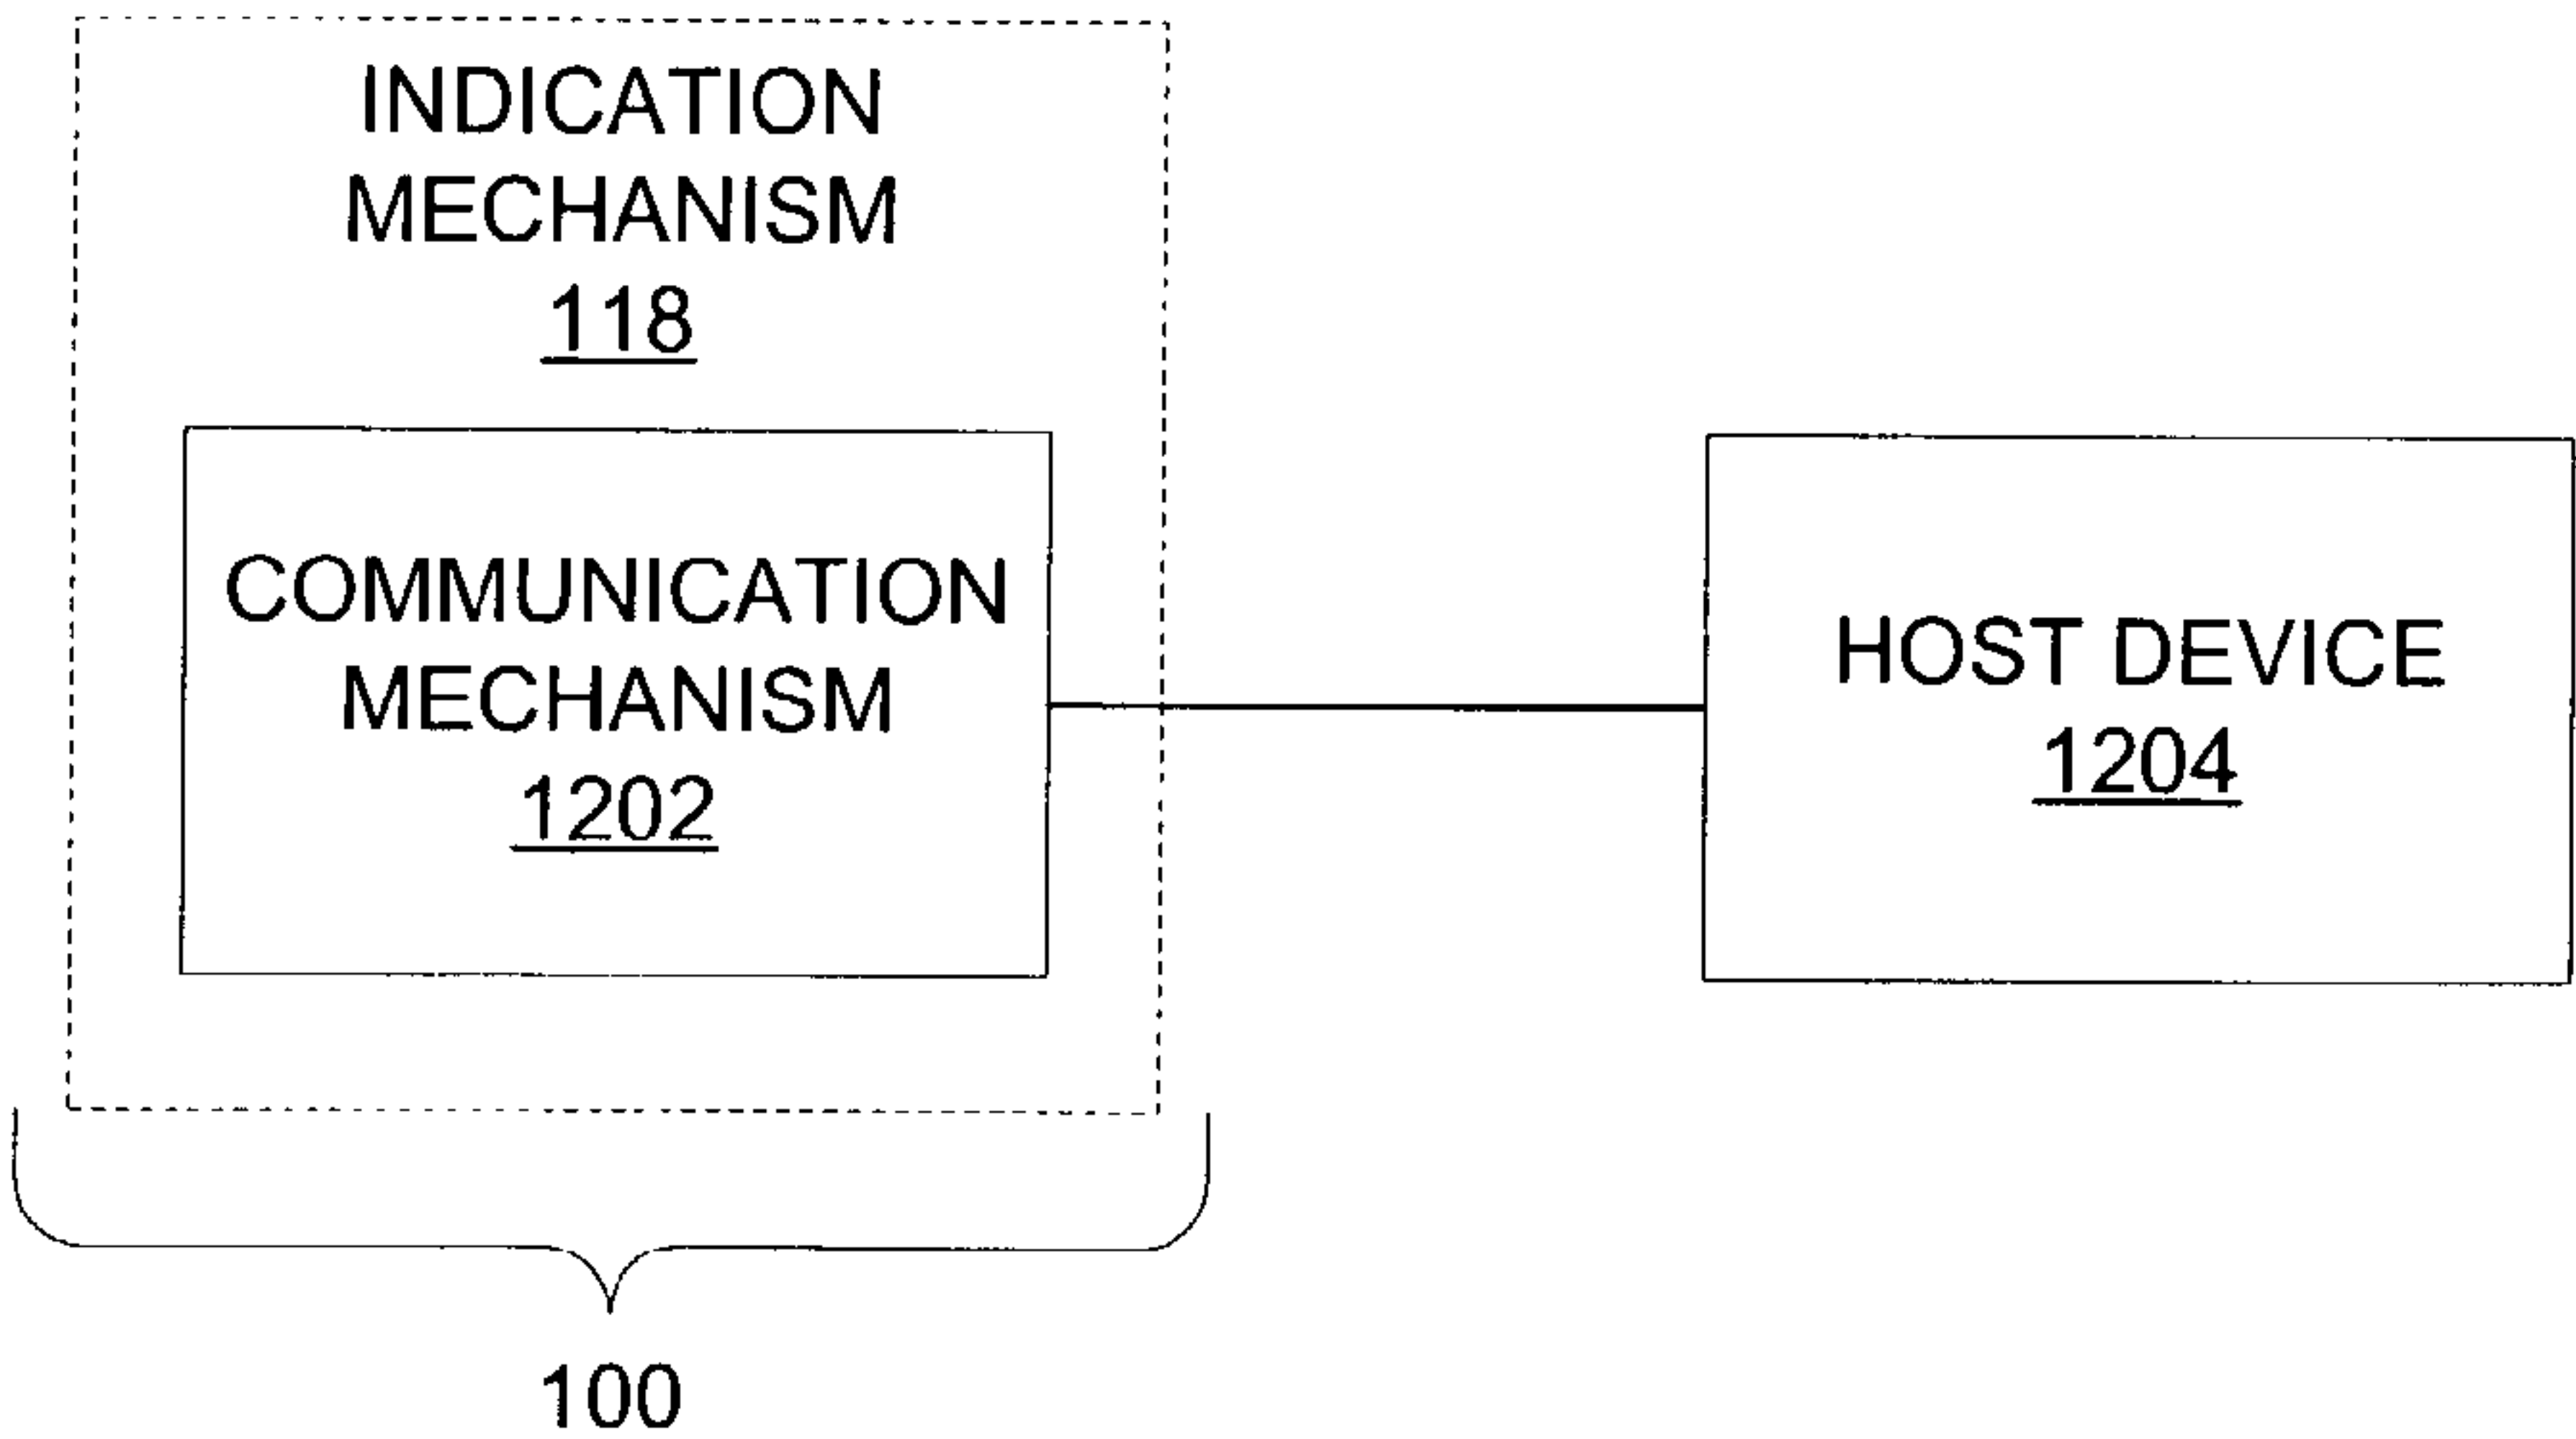 INDICATION
MECHANISM
118
COMMUNICATION
MECHANISM
1202
HOST DEVICE
1204
100